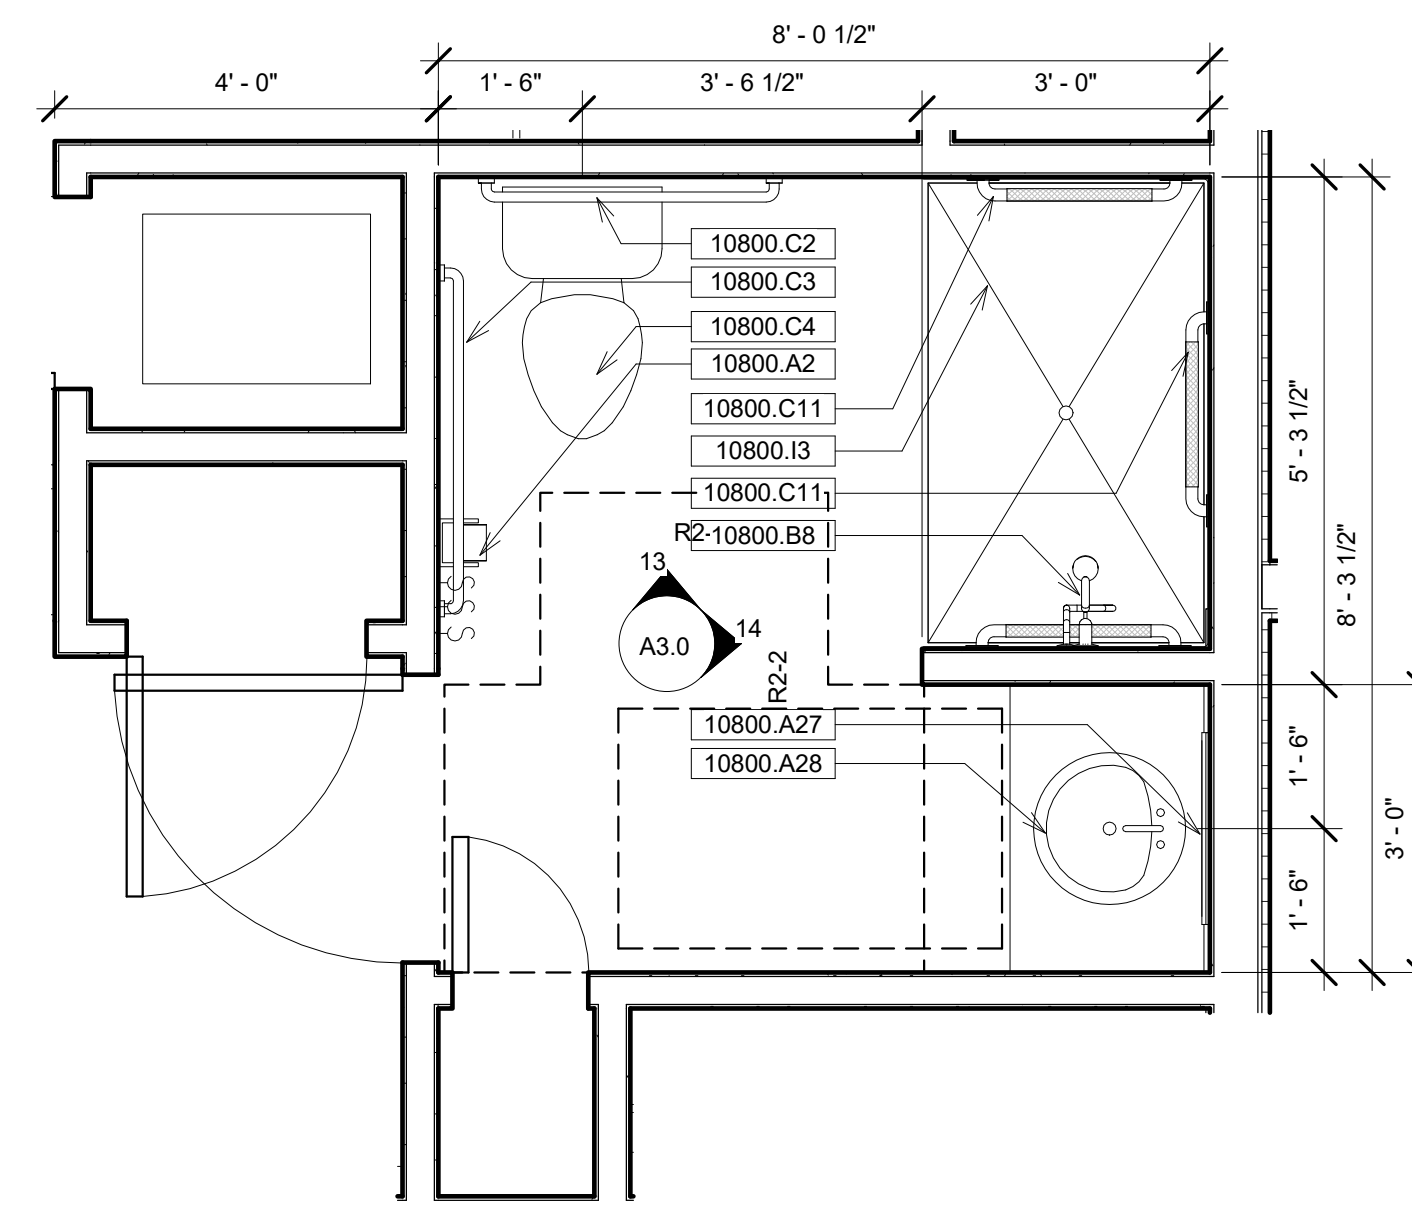 8' - 0 1/2"
4' - 0"
1' - 6"
3' - 6 1/2"
3' - 0"
10800.C2
10800.C3
10800.C4
10800.A2
10800.C11
10800.I3
10800.C11
R2-
10800.B8
13
14
A3.0
R2-2
10800.A27
10800.A28
5' - 3 1/2"
8' - 3 1/2"
1' - 6"
3' - 0"
1' - 6"